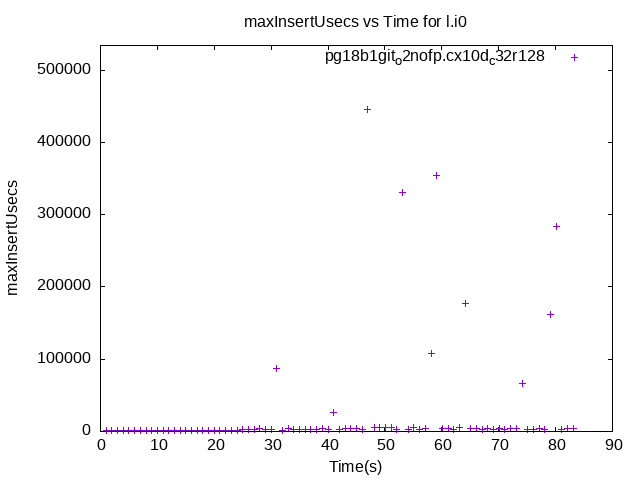 maxInsertUsecs vs Time for l.i0
pg18b1git_o2nofp.cx10d_c32r128
500000
400000
300000
200000
100000
0
maxInsertUsecs
0 10 20 30 40 50 60 70 80 90
Time(s)